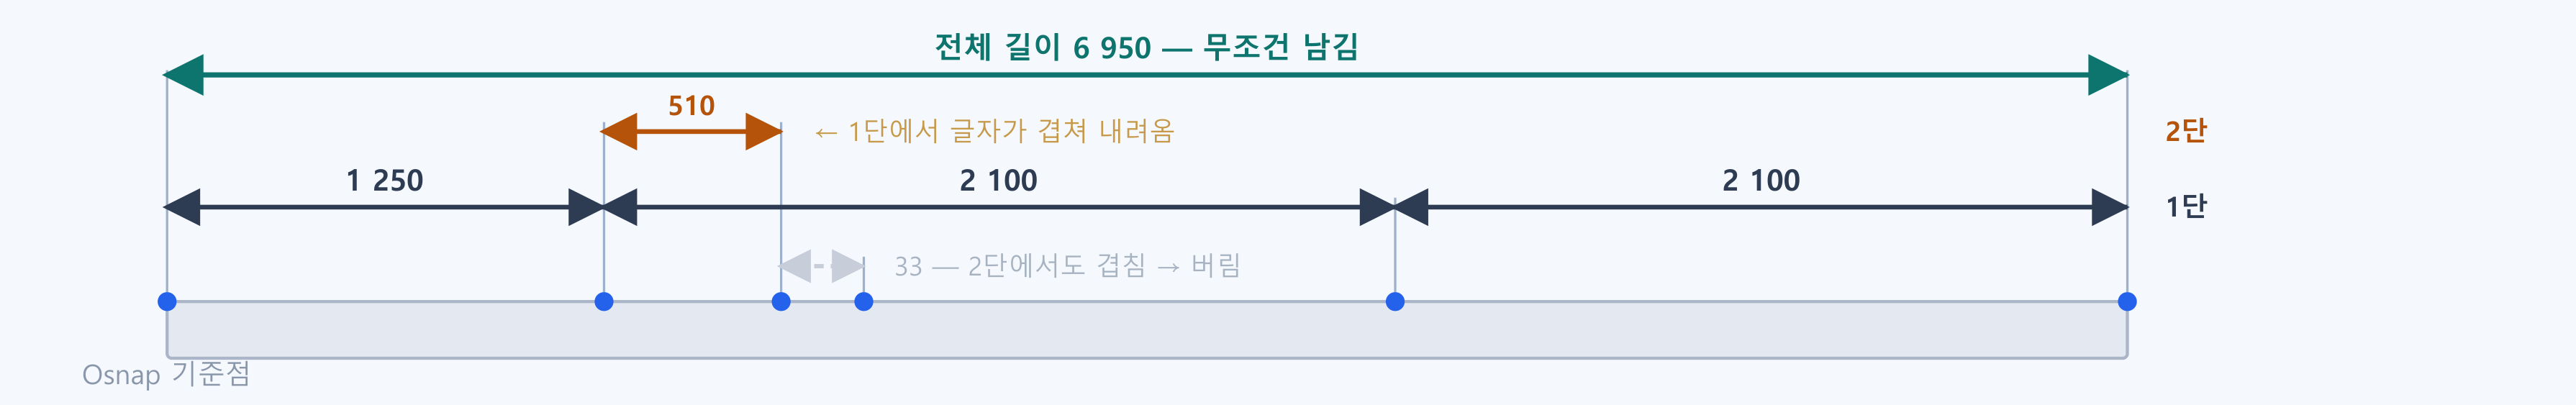 전체 길이 6 950 — 무조건 남김
510
← 1단에서 글자가 겹쳐 내려옴
2단
1 250
2 100
2 100
1단
33 — 2단에서도 겹침 → 버림
Osnap 기준점